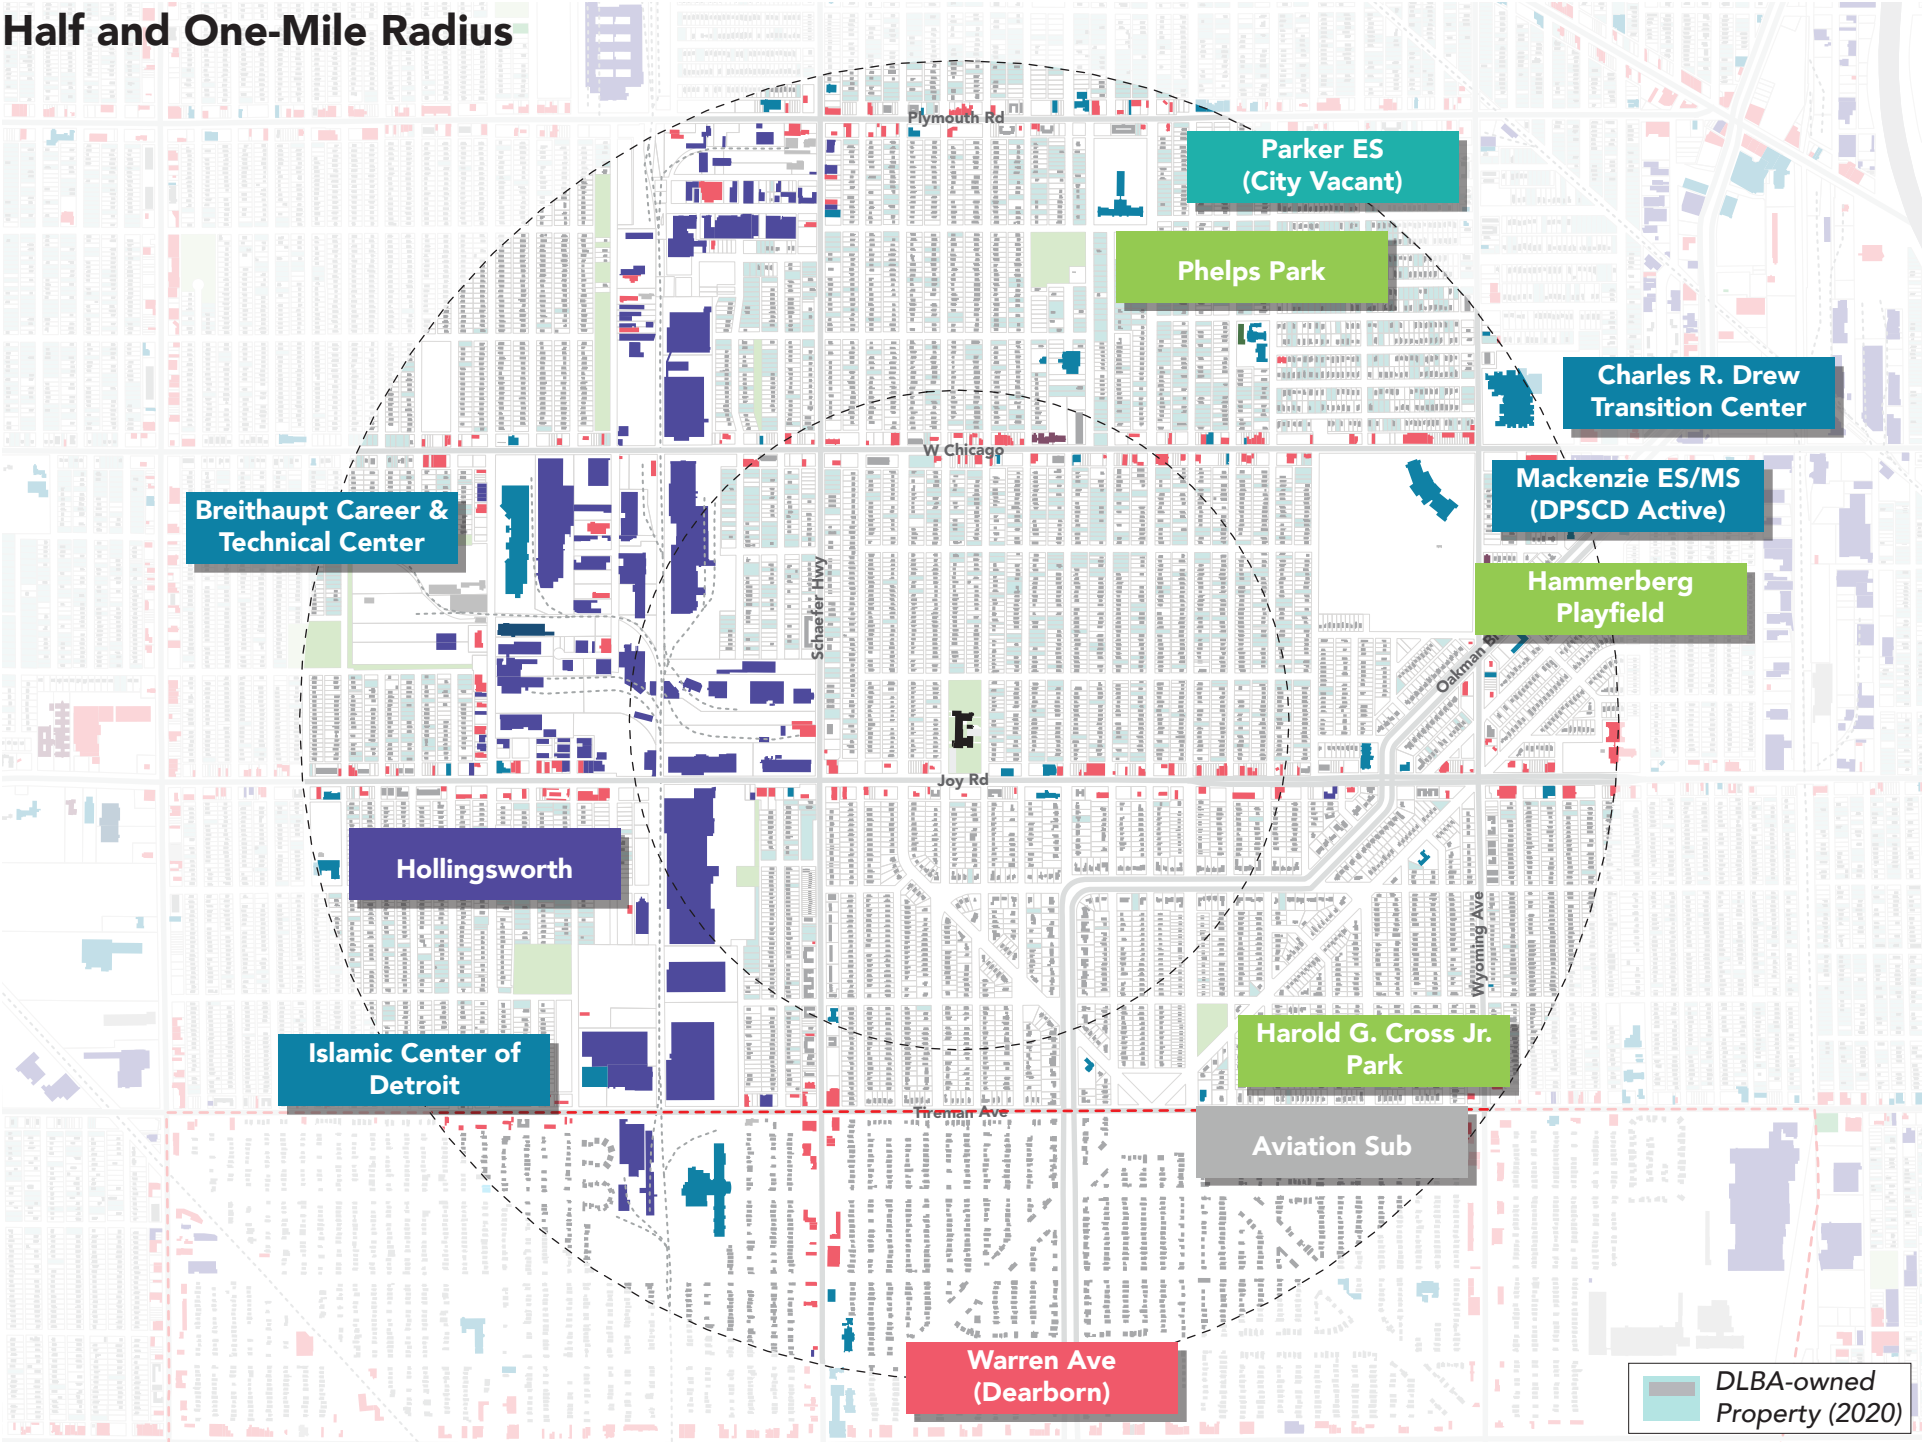 Half and One-Mile Radius
Plymouth Rd
Parker ES
(City Vacant)
Phelps Park
Charles R. Drew
Transition Center
W Chicago
Mackenzie ES/MS
(DPSCD Active)
Breithaupt Career &
Technical Center
Schaefer Hwy
Hammerberg
Playfield
Oakman B
Joy Rd
Hollingsworth
Wyoming Ave
Harold G. Cross Jr.
Park
Islamic Center of
Detroit
Tireman Ave
Aviation Sub
Warren Ave
(Dearborn)
DLBA-owned
Property (2020)